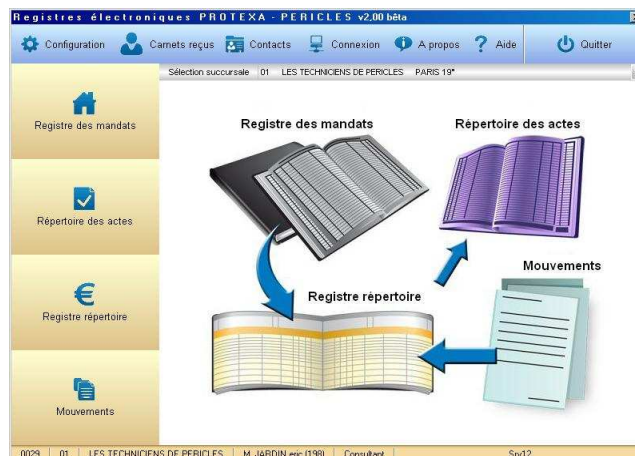 Registres électroniques PROTEXA - PERICLES v2,00 bêta
Configuration Carnets reçus Contacts Connexion A propos Aide Quitter
Sélection succursale 01 LES TECHNICIENS DE PERICLES PARIS 19°
Registre des mandats
Répertoire des actes
Registre répertoire
Mouvements
Registre des mandats
Répertoire des actes
Mouvements
Registre répertoire
0029 01 LES TECHNICIENS DE PERICLES M. JARDIN eric (198) Consultant Srv12